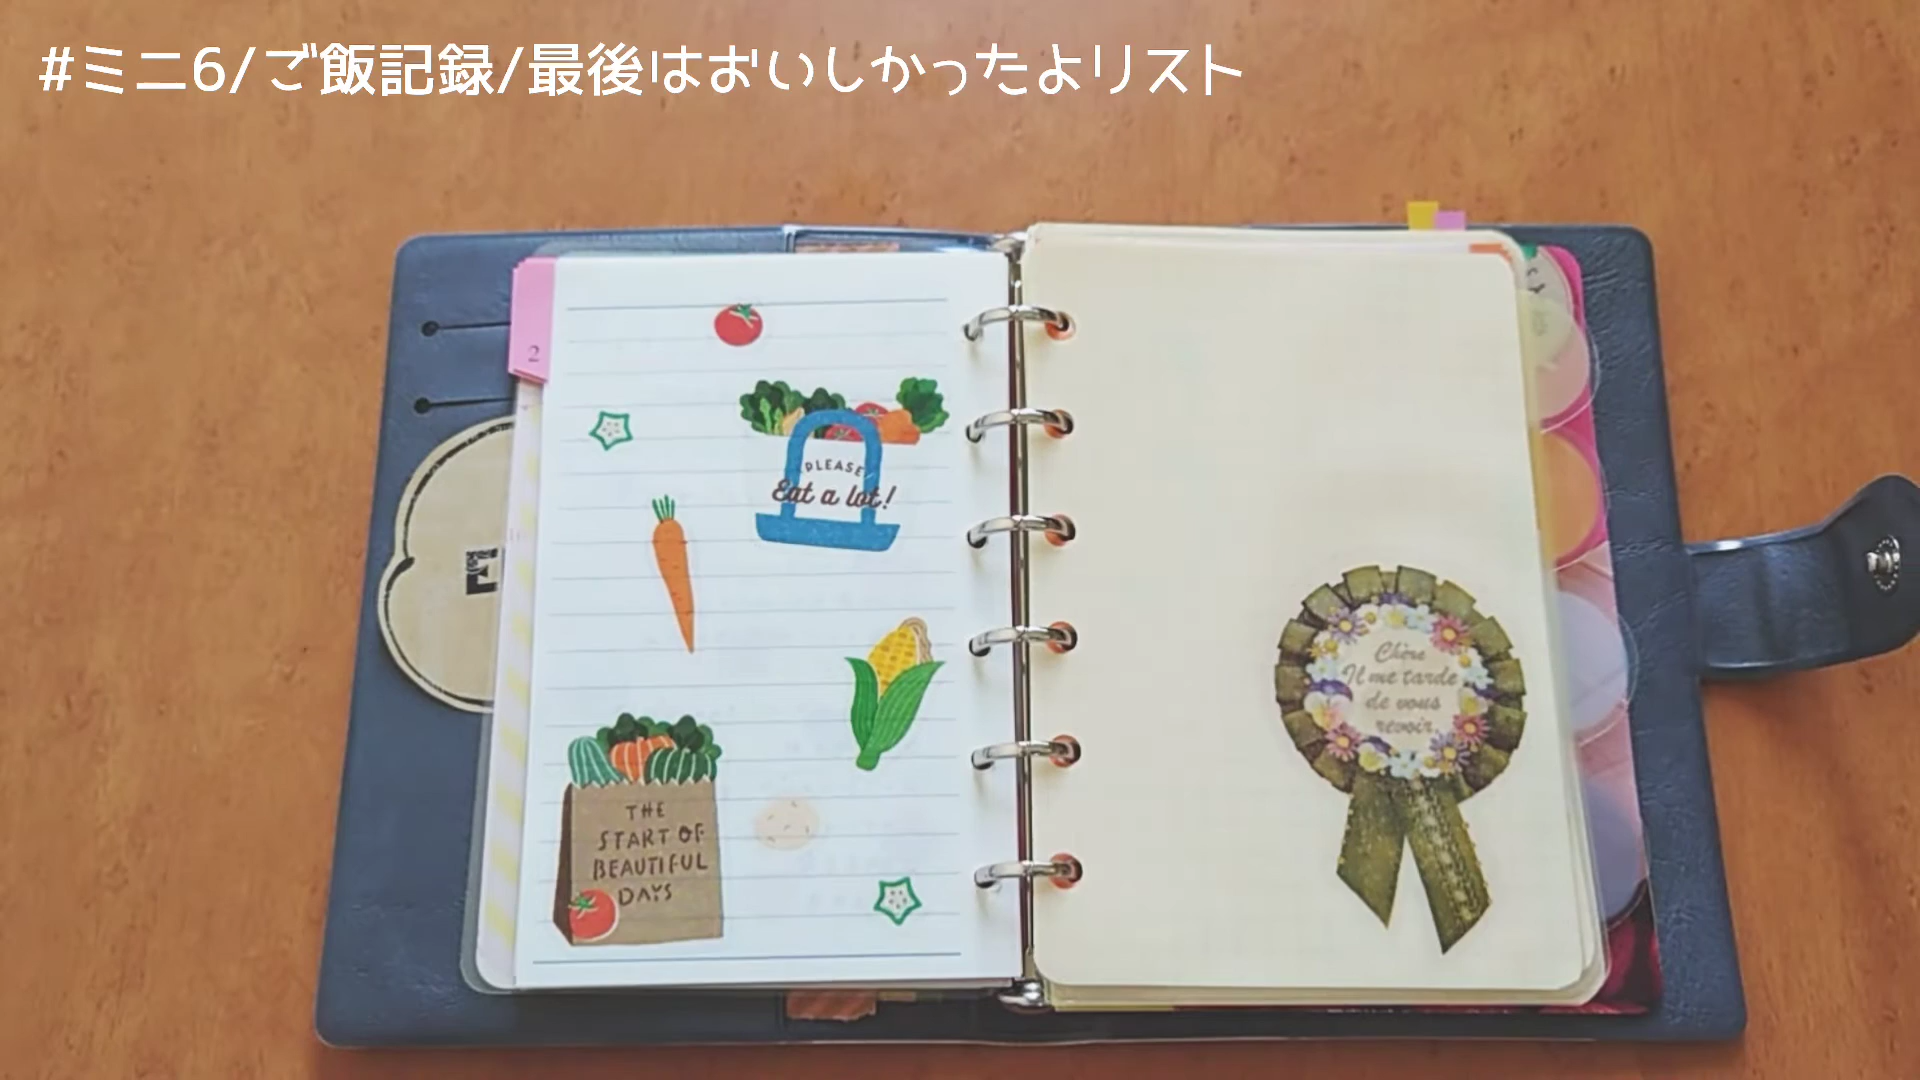 #ミニ6/ご飯記録/最後はおいしかったよリスト
2
PLEASE
Eat a lot!
THE
START OF
BEAUTIFUL
DAYS
Chère
Il me tarde
de vous
revoir